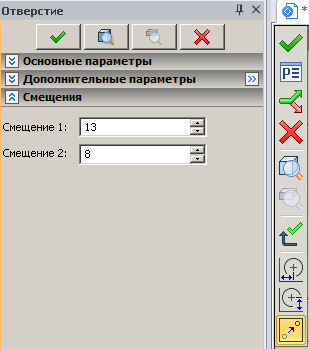 Отверстие
Основные параметры
Дополнительные параметры
Смещения
Смещение 1: 13
Смещение 2: 8